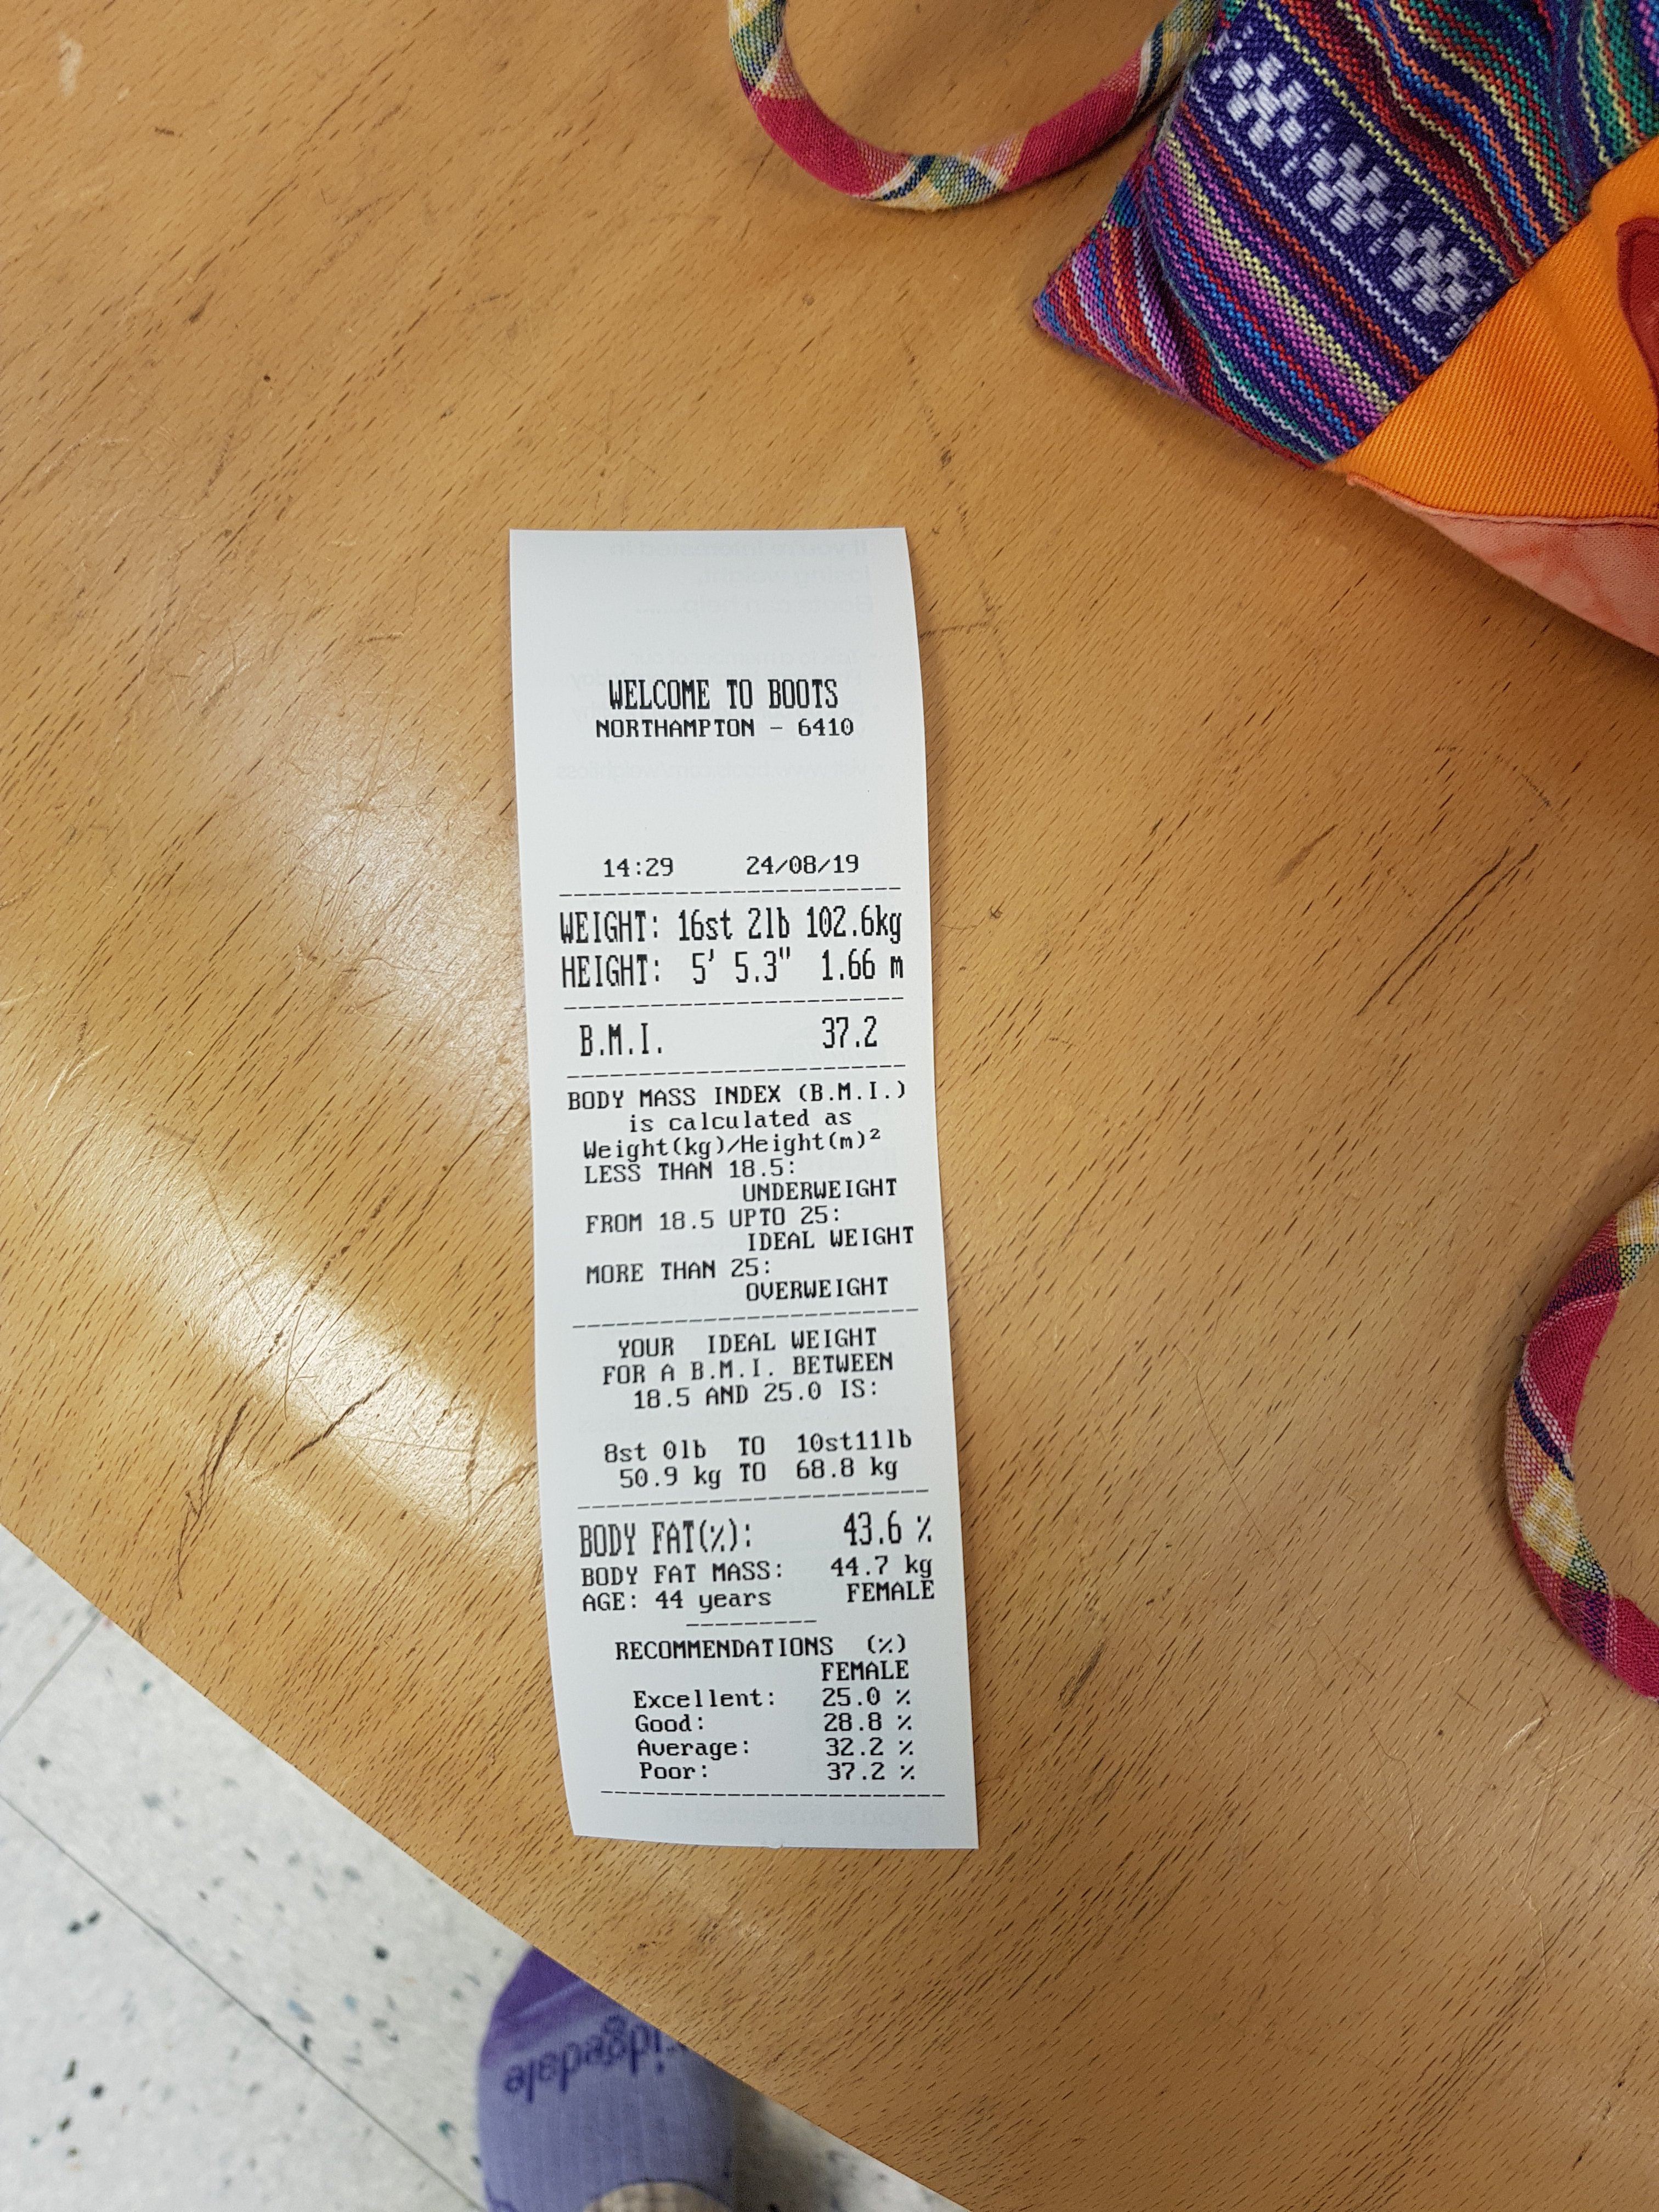 WELCOME TO BOOTS
NORTHAMPTON - 6410
14:29 24/08/19
WEIGHT: 16st 2lb 102.6kg
HEIGHT: 5' 5.3" 1.66 m
B.M.I. 37.2
BODY MASS INDEX (B.M.I.)
is calculated as
Weight(kg)/Height(m)²
LESS THAN 18.5:
UNDERWEIGHT
FROM 18.5 UPTO 25:
IDEAL WEIGHT
MORE THAN 25:
OVERWEIGHT
YOUR IDEAL WEIGHT
FOR A B.M.I. BETWEEN
18.5 AND 25.0 IS:
8st 0lb TO 10st11lb
50.9 kg TO 68.8 kg
BODY FAT(%): 43.6 %
BODY FAT MASS: 44.7 kg
AGE: 44 years FEMALE
RECOMMENDATIONS (%)
FEMALE
Excellent: 25.0 %
Good: 28.8 %
Average: 32.2 %
Poor: 37.2 %